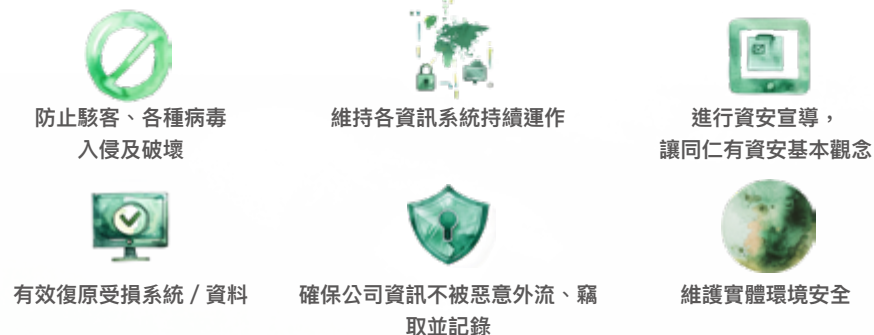 防止駭客、各種病毒
入侵及破壞
維持各資訊系統持續運作
進行資安宣導，
讓同仁有資安基本觀念
有效復原受損系統 / 資料
確保公司資訊不被惡意外流、竊
取並記錄
維護實體環境安全